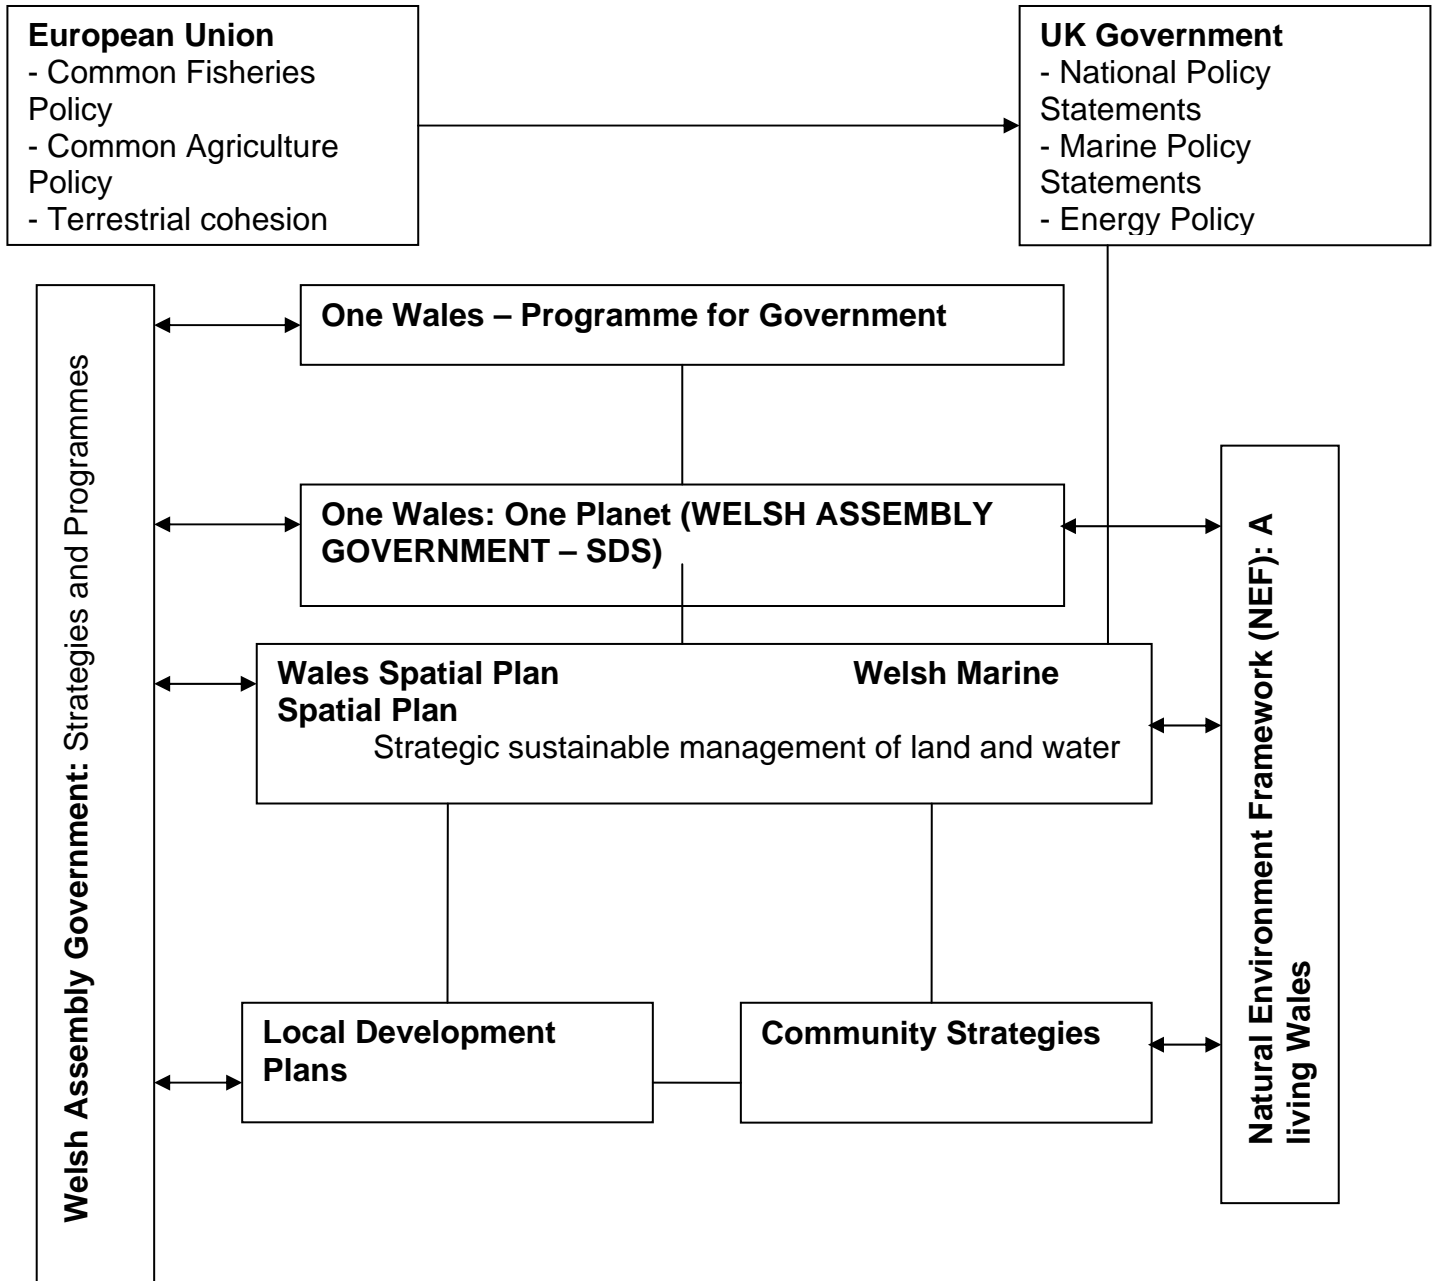 European Union
- Common Fisheries
Policy
- Common Agriculture
Policy
- Terrestrial cohesion
UK Government
- National Policy
Statements
- Marine Policy
Statements
- Energy Policy
Welsh Assembly Government: Strategies and Programmes
One Wales – Programme for Government
One Wales: One Planet (WELSH ASSEMBLY
GOVERNMENT – SDS)
Wales Spatial Plan Welsh Marine
Spatial Plan
Strategic sustainable management of land and water
Local Development
Plans
Community Strategies
Natural Environment Framework (NEF): A
living Wales